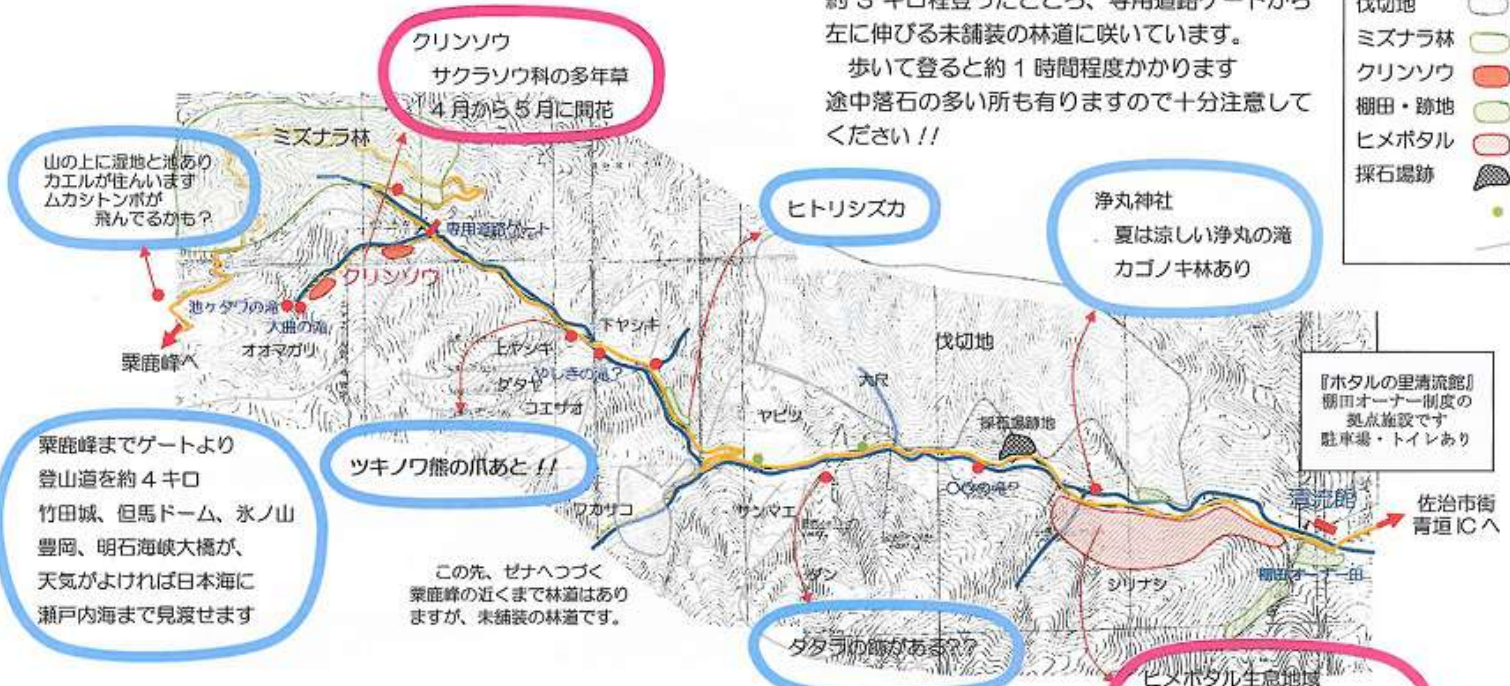 約3キロ程登ったところ、専用道路ゲートから
左に伸びる未舗装の林道に咲いています。
歩いて登ると約1時間程度かかります
途中落石の多い所も有りますので十分注意して
ください!!
伐切地
ミズナラ林
クリンソウ
棚田・跡地
ヒメボタル
採石場跡
クリンソウ
サクラソウ科の多年草
4月から5月に開花
ミズナラ林
山の上に湿地と池あり
カエルが住んいます
ムカシトンボが
飛んでるかも?
ヒトリシズカ
浄丸神社
夏は涼しい浄丸の滝
カゴノキ林あり
専用道路ゲート
クリンソウ
池ヶタワの滝
大曲の滝
オオマガリ
粟鹿峰へ
下ヤシキ
上ヤシキ
やしきの滝?
ゲタヤ
コエザオ
伐切地
大尺
ヤビツ
採石場跡地
『ホタルの里清流館』
棚田オーナー制度の
拠点施設です
駐車場・トイレあり
粟鹿峰までゲートより
登山道を約4キロ
竹田城、但馬ドーム、氷ノ山
豊岡、明石海峡大橋が、
天気がよければ日本海に
瀬戸内海まで見渡せます
ツキノワ熊の爪あと!!
ワカサコ
サンマエ
〇〇の滝?
清流館
佐治市街
青垣ICへ
この先、ゼナへつづく
粟鹿峰の近くまで林道はあり
ますが、未舗装の林道です。
ダン
シリナシ
棚田オーナー田
タタラの跡がある??
ヒメボタル生息地域